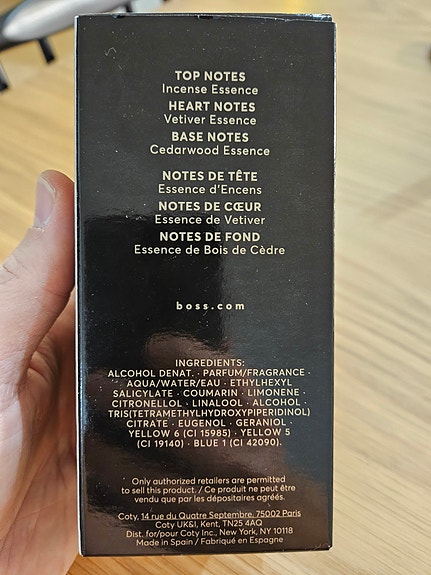 TOP NOTES
Incense Essence
HEART NOTES
Vetiver Essence
BASE NOTES
Cedarwood Essence
NOTES DE TÊTE
Essence d'Encens
NOTES DE CŒUR
Essence de Vetiver
NOTES DE FOND
Essence de Bois de Cèdre
boss.com
INGREDIENTS:
ALCOHOL DENAT. · PARFUM/FRAGRANCE ·
AQUA/WATER/EAU · ETHYLHEXYL
SALICYLATE · COUMARIN · LIMONENE ·
CITRONELLOL · LINALOOL · ALCOHOL ·
TRIS(TETRAMETHYLHYDROXYPIPERIDINOL)
CITRATE · EUGENOL · GERANIOL ·
YELLOW 6 (CI 15985) · YELLOW 5
(CI 19140) · BLUE 1 (CI 42090).
Only authorized retailers are permitted
to sell this product. / Ce produit ne peut être
vendu que par les dépositaires agréés.
Coty, 14 rue du Quatre Septembre, 75002 Paris
Coty UK&I, Kent, TN25 4AQ
Dist. for/pour Coty Inc., New York, NY, 10118
Made in Spain / Fabriqué en Espagne